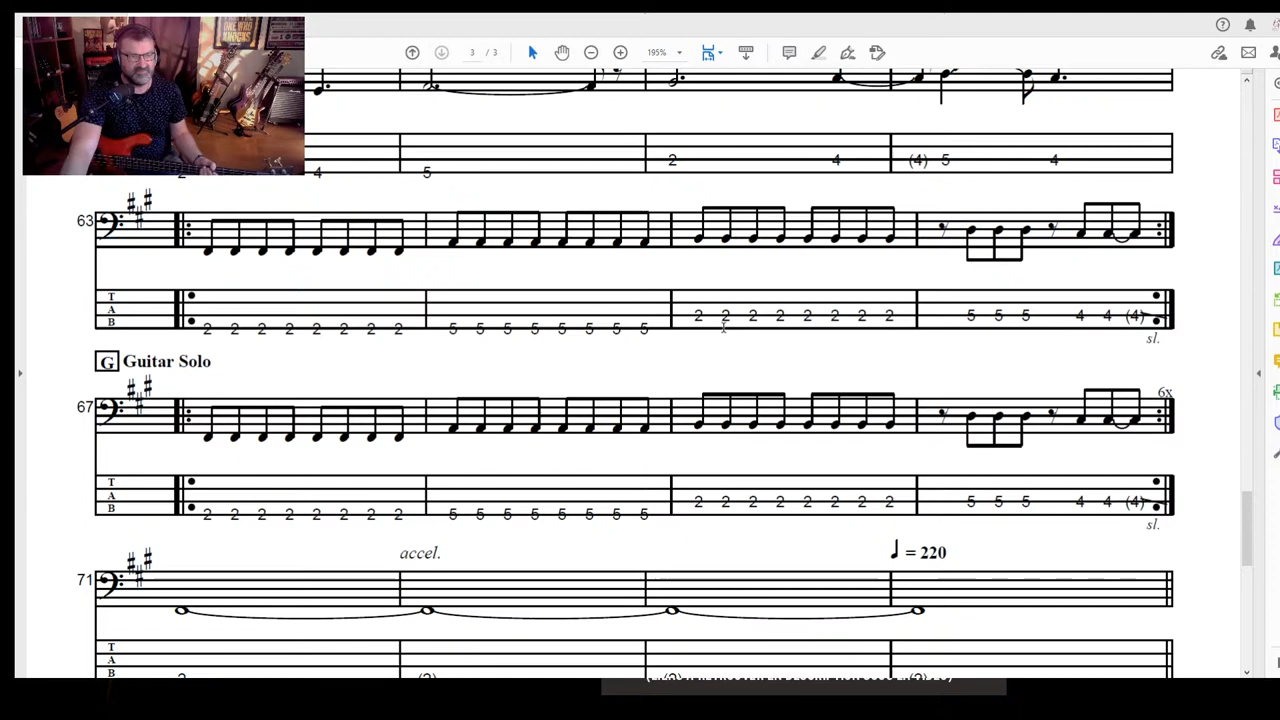 ONE WHO
KNOCKS
3 / 3
195%
4
5
2 4 (4) 5 4
63
T 2 2 2 2 2 2 2 2 5 5 5 5 5 5 5 5 2 2 2 2 2 2 2 2 5 5 5 4 4 (4)
A
B
sl.
G Guitar Solo
67 6x
T 2 2 2 2 2 2 2 2 5 5 5 5 5 5 5 5 2 2 2 2 2 2 2 2 5 5 5 4 4 (4)
A
B
sl.
accel. ♩ = 220
71
T
A
B